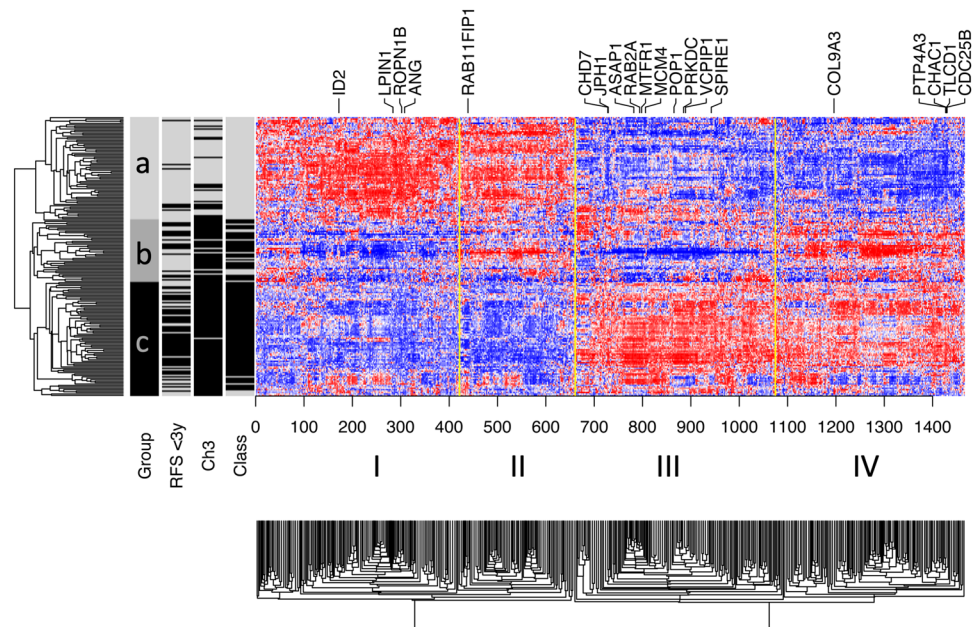 ID2
LPIN1
ROPN1B
ANG
RAB11FIP1
CHD7
JPH1
ASAP1
RAB2A
MTFR1
MCM4
POP1
PRKDC
VCPIP1
SPIRE1
COL9A3
PTP4A3
CHAC1
TLCD1
CDC25B
a
b
c
0 100 200 300 400 500 600 700 800 900 1000 1100 1200 1300 1400
Group
RFS <3y
Ch3
Class
I II III IV